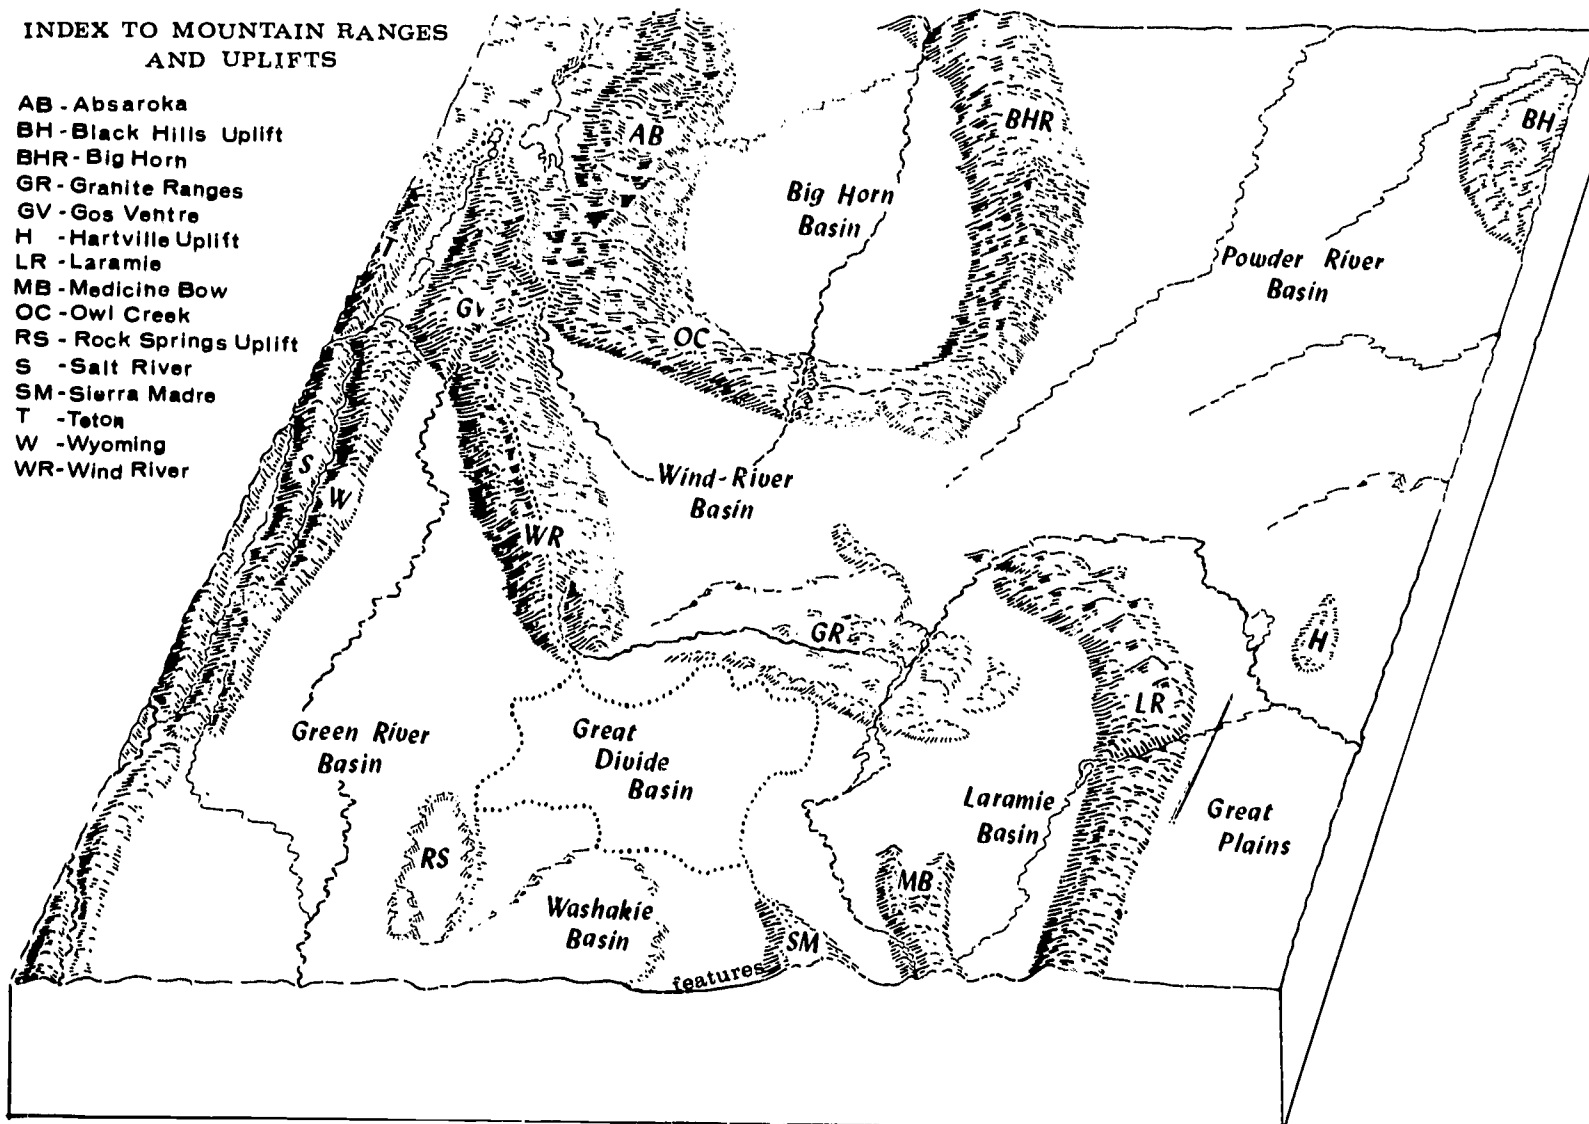 INDEX TO MOUNTAIN RANGES
AND UPLIFTS
AB - Absaroka
BH - Black Hills Uplift
BHR - Big Horn
GR - Granite Ranges
GV - Gos Ventre
H - Hartville Uplift
LR - Laramie
MB - Medicine Bow
OC - Owl Creek
RS - Rock Springs Uplift
S - Salt River
SM - Sierra Madre
T - Teton
W - Wyoming
WR - Wind River
AB
BHR
BH
Big Horn
Basin
T
Powder River
Basin
GV
OC
S
W
Wind-River
Basin
WR
GR
H
LR
Green River
Basin
Great
Divide
Basin
Laramie
Basin
Great
Plains
RS
MB
Washakie
Basin
SM
features